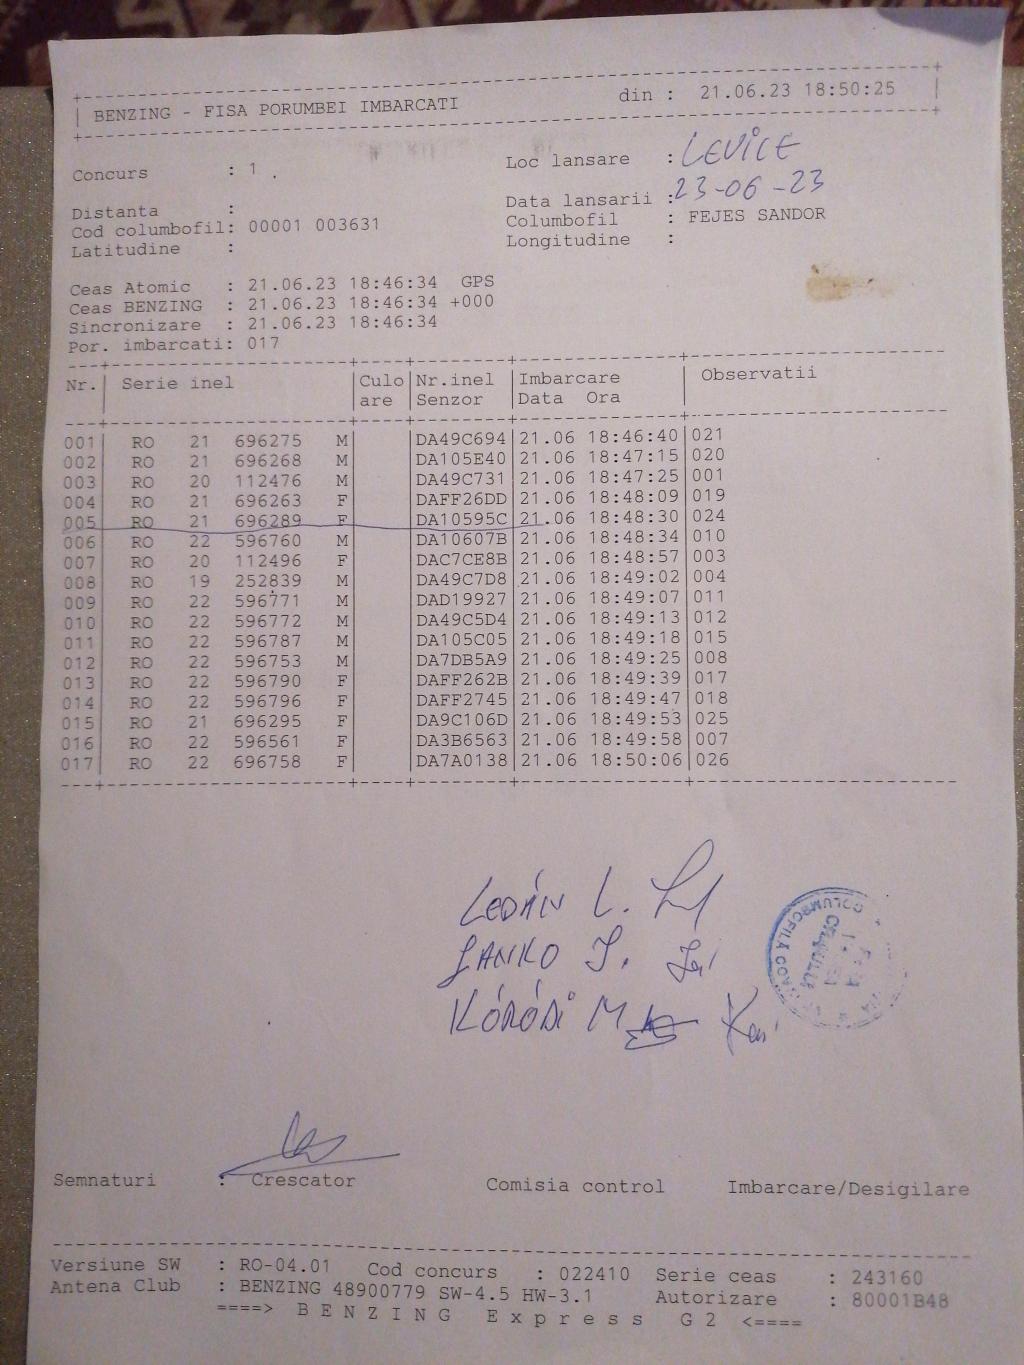 BENZING - FISA PORUMBEI IMBARCATI din : 21.06.23 18:50:25
Concurs : 1 . Loc lansare : LEVICE
Data lansarii : 23-06-23
Distanta :
Cod columbofil: 00001 003631 Columbofil : FEJES SANDOR
Latitudine : Longitudine :
Ceas Atomic : 21.06.23 18:46:34 GPS
Ceas BENZING : 21.06.23 18:46:34 +000
Sincronizare : 21.06.23 18:46:34
Por. imbarcati: 017
Nr. Serie inel Culo Nr.inel Imbarcare Observatii
are Senzor Data Ora
001 RO 21 696275 M DA49C694 21.06 18:46:40 021
002 RO 21 696268 M DA105E40 21.06 18:47:15 020
003 RO 20 112476 M DA49C731 21.06 18:47:25 001
004 RO 21 696263 F DAFF26DD 21.06 18:48:09 019
005 RO 21 696289 F DA10595C 21.06 18:48:30 024
006 RO 22 596760 M DA10607B 21.06 18:48:34 010
007 RO 20 112496 F DAC7CE8B 21.06 18:48:57 003
008 RO 19 252839 M DA49C7D8 21.06 18:49:02 004
009 RO 22 596771 M DAD19927 21.06 18:49:07 011
010 RO 22 596772 M DA49C5D4 21.06 18:49:13 012
011 RO 22 596787 M DA105C05 21.06 18:49:18 015
012 RO 22 596753 M DA7DB5A9 21.06 18:49:25 008
013 RO 22 596790 F DAFF262B 21.06 18:49:39 017
014 RO 22 596796 F DAFF2745 21.06 18:49:47 018
015 RO 21 696295 F DA9C106D 21.06 18:49:53 025
016 RO 22 596561 F DA3B6563 21.06 18:49:58 007
017 RO 22 696758 F DA7A0138 21.06 18:50:06 026
L.
JANKO J.
M
COLUMBOFILA
Semnaturi : Crescator Comisia control Imbarcare/Desigilare
Versiune SW : RO-04.01 Cod concurs : 022410 Serie ceas : 243160
Antena Club : BENZING 48900779 SW-4.5 HW-3.1 Autorizare : 80001B48
====> B E N Z I N G E x p r e s s G 2 <====